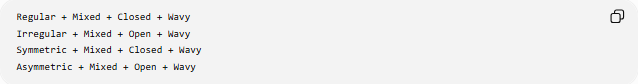 Regular + Mixed + Closed + Wavy
Irregular + Mixed + Open + Wavy
Symmetric + Mixed + Closed + Wavy
Asymmetric + Mixed + Open + Wavy